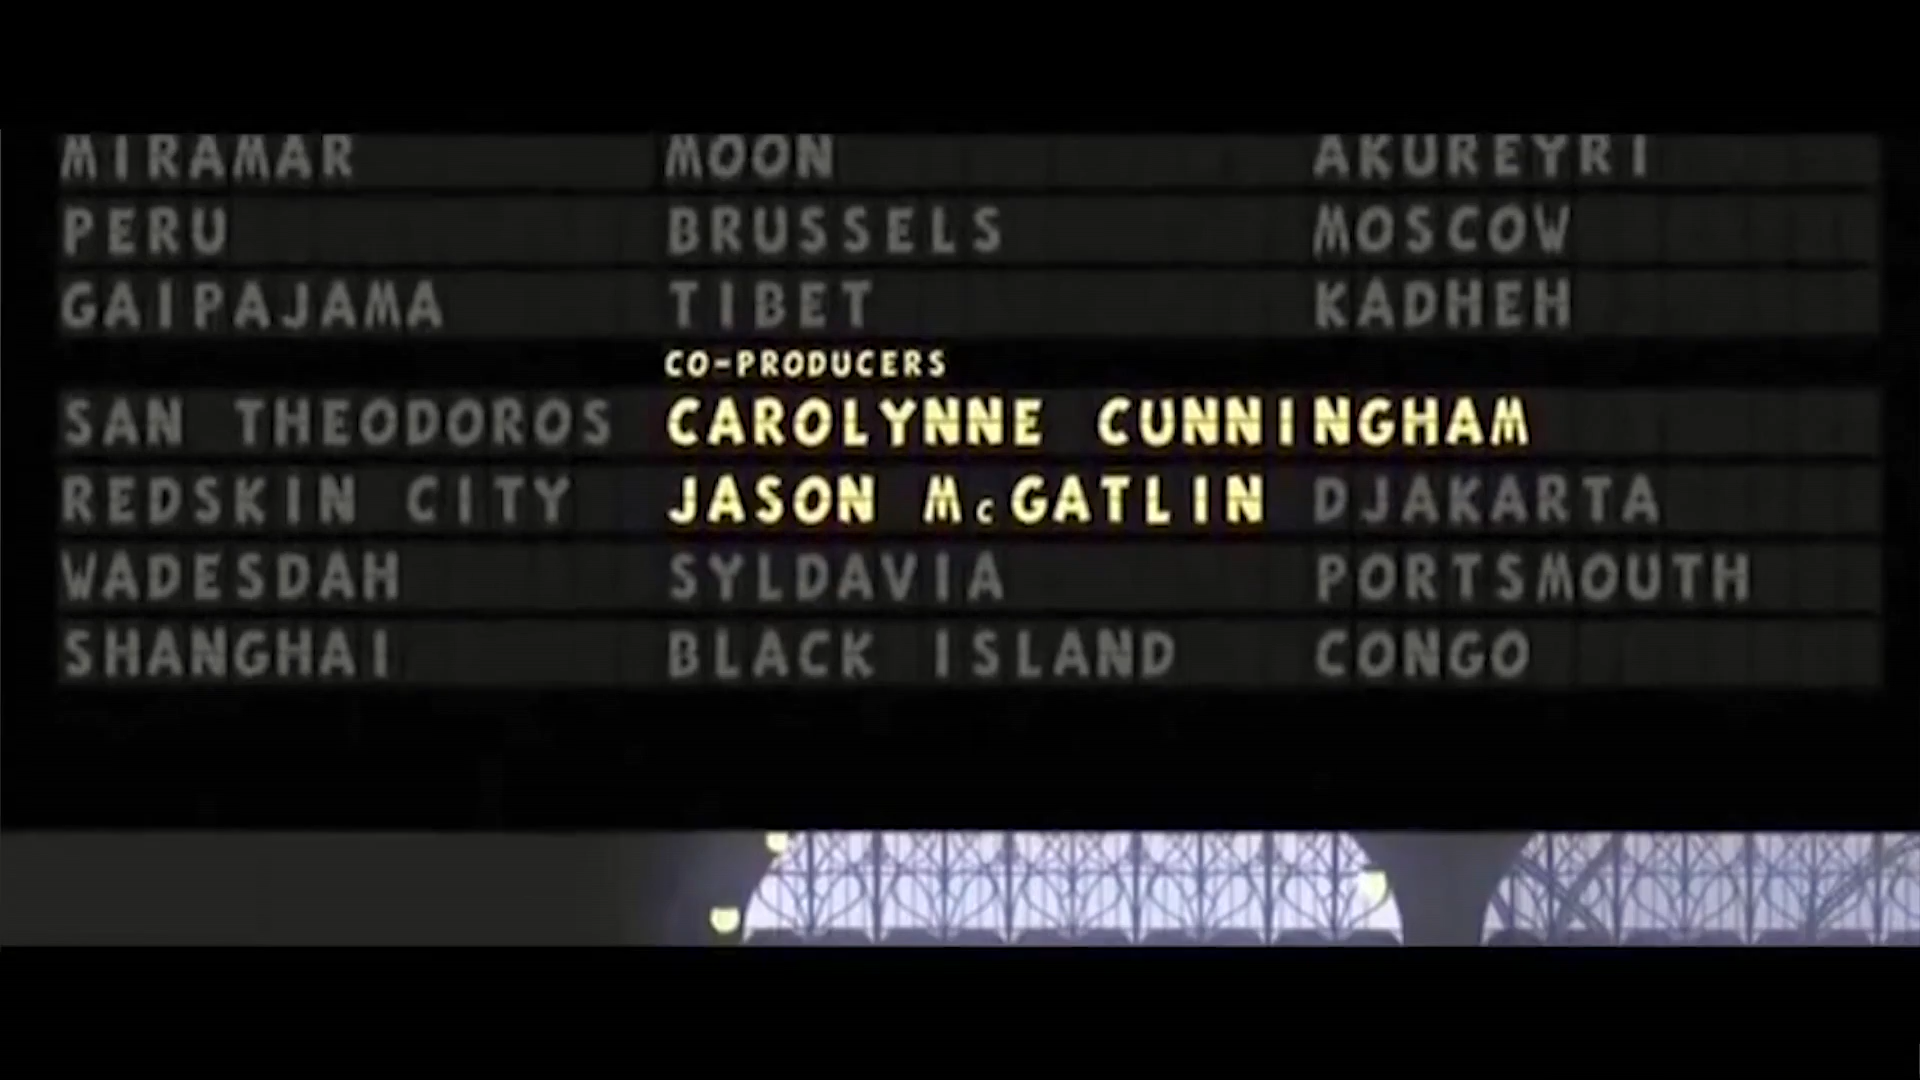 MIRAMAR MOON AKUREYRI
PERU BRUSSELS MOSCOW
GAIPAJAMA TIBET KADHEH
CO-PRODUCERS
SAN THEODOROS CAROLYNNE CUNNINGHAM
REDSKIN CITY JASON McGATLIN DJAKARTA
WADESDAH SYLDAVIA PORTSMOUTH
SHANGHAI BLACK ISLAND CONGO